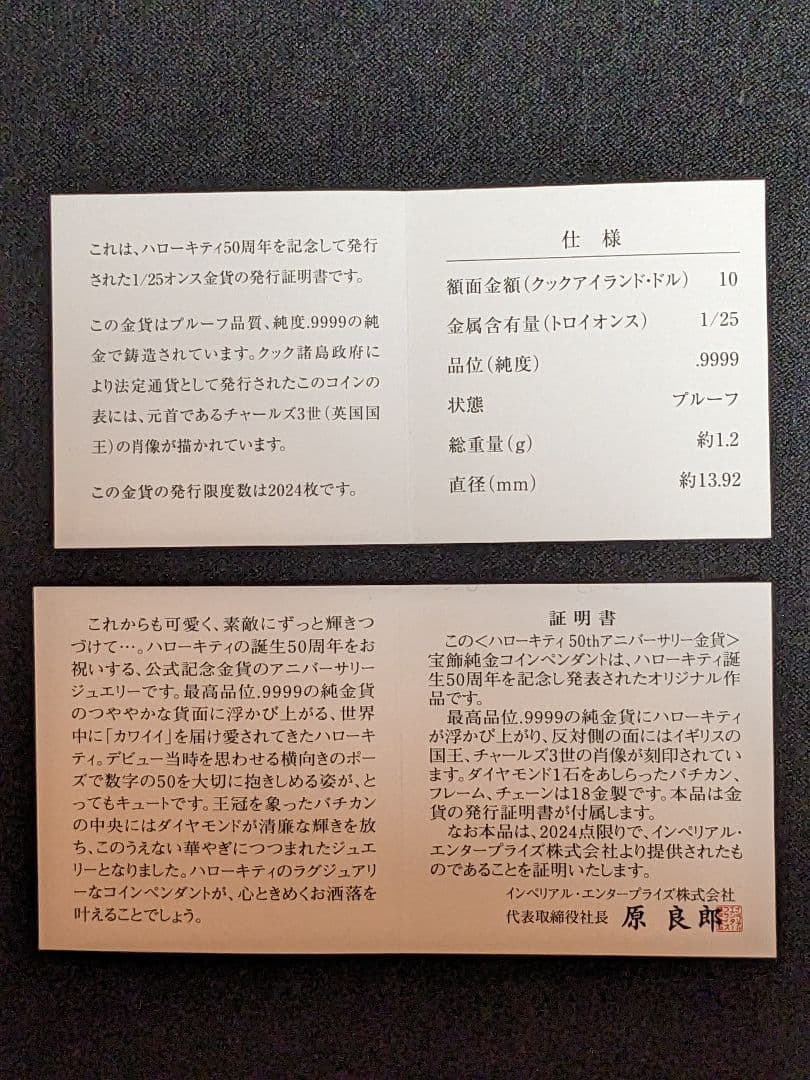 これは、ハローキティ50周年を記念して発行
された1/25オンス金貨の発行証明書です。
この金貨はプルーフ品質、純度.9999の純
金で鋳造されています。クック諸島政府に
より法定通貨として発行されたこのコインの
表には、元首であるチャールズ3世（英国国
王）の肖像が描かれています。
この金貨の発行限度数は2024枚です。
仕 様
額面金額（クックアイランド・ドル） 10
金属含有量（トロイオンス） 1/25
品位（純度） .9999
状態 プルーフ
総重量（g） 約1.2
直径（mm） 約13.92
これからも可愛く、素敵にずっと輝きつ
づけて…。ハローキティの誕生50周年をお
祝いする、公式記念金貨のアニバーサリー
ジュエリーです。最高品位.9999の純金貨
のつややかな貨面に浮かび上がる、世界
中に「カワイイ」を届け愛されてきたハローキ
ティ。デビュー当時を思わせる横向きのポー
ズで数字の50を大切に抱きしめる姿が、と
ってもキュートです。王冠を象ったバチカン
の中央にはダイヤモンドが清廉な輝きを放
ち、このうえない華やぎにつつまれたジュエ
リーとなりました。ハローキティのラグジュアリ
ーなコインペンダントが、心ときめくお洒落を
叶えることでしょう。
証明書
この＜ハローキティ 50thアニバーサリー金貨＞
宝飾純金コインペンダントは、ハローキティ誕
生50周年を記念し発表されたオリジナル作
品です。
最高品位.9999の純金貨にハローキティ
が浮かび上がり、反対側の面にはイギリスの
国王、チャールズ3世の肖像が刻印されてい
ます。ダイヤモンド1石をあしらったバチカン、
フレーム、チェーンは18金製です。本品は金
貨の発行証明書が付属します。
なお本品は、2024点限りで、インペリアル・
エンタープライズ株式会社より提供されたも
のであることを証明いたします。
インペリアル・エンタープライズ株式会社
代表取締役社長 原 良郎